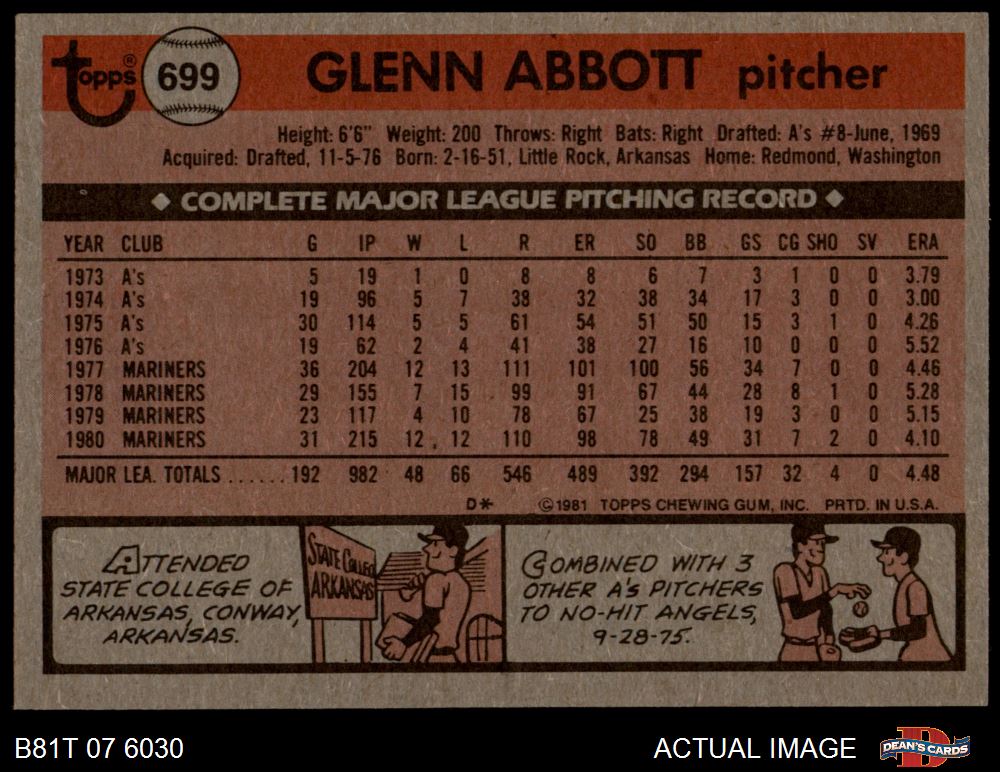 Topps® 699 GLENN ABBOTT pitcher
Height: 6'6" Weight: 200 Throws: Right Bats: Right Drafted: A's #8-June, 1969
Acquired: Drafted, 11-5-76 Born: 2-16-51, Little Rock, Arkansas Home: Redmond, Washington
◆ COMPLETE MAJOR LEAGUE PITCHING RECORD ◆
YEAR CLUB G IP W L R ER SO BB GS CG SHO SV ERA
1973 A's 5 19 1 0 8 8 6 7 3 1 0 0 3.79
1974 A's 19 96 5 7 38 32 38 34 17 3 0 0 3.00
1975 A's 30 114 5 5 61 54 51 50 15 3 1 0 4.26
1976 A's 19 62 2 4 41 38 27 16 10 0 0 0 5.52
1977 MARINERS 36 204 12 13 111 101 100 56 34 7 0 0 4.46
1978 MARINERS 29 155 7 15 99 91 67 44 28 8 1 0 5.28
1979 MARINERS 23 117 4 10 78 67 25 38 19 3 0 0 5.15
1980 MARINERS 31 215 12 12 110 98 78 49 31 7 2 0 4.10
MAJOR LEA. TOTALS ...... 192 982 48 66 546 489 392 294 157 32 4 0 4.48
D* ©1981 TOPPS CHEWING GUM, INC. PRTD. IN U.S.A.
ATTENDED
STATE COLLEGE OF
ARKANSAS, CONWAY,
ARKANSAS.
STATE COLLEGE
ARKANSAS
COMBINED WITH 3
OTHER A's PITCHERS
TO NO-HIT ANGELS,
9-28-75.
B81T 07 6030 ACTUAL IMAGE DEAN'S CARDS